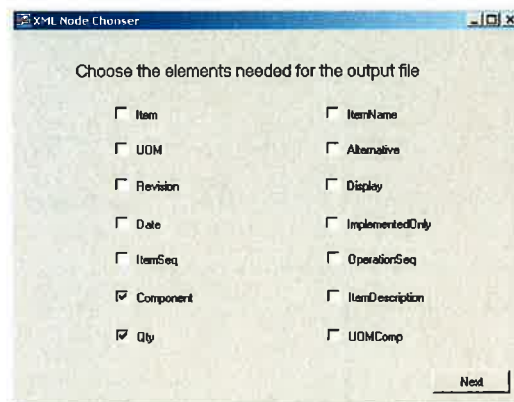 XML Node Chooser
Choose the elements needed for the output file
Item
ItemName
UOM
Alternative
Revision
Display
Date
ImplementedOnly
ItemSeq
OperationSeq
Component
ItemDescription
Qty
UOMComp
Next